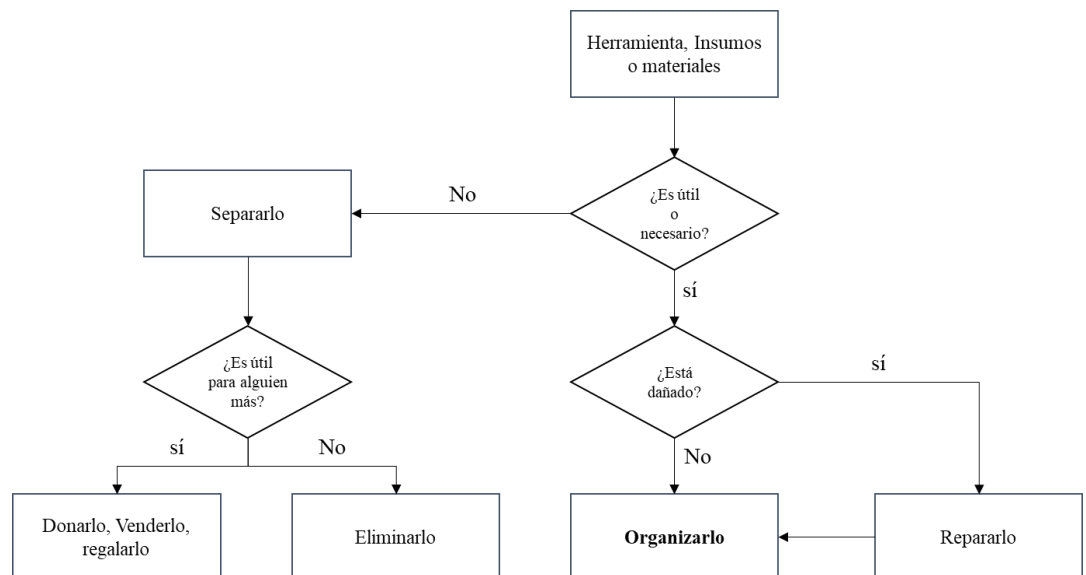 Herramienta, Insumos
o materiales
¿Es útil
o
necesario?
No
Separarlo
sí
¿Es útil
para alguien
más?
¿Está
dañado?
sí
sí
No
No
Donarlo, Venderlo,
regalarlo
Eliminarlo
Organizarlo
Repararlo